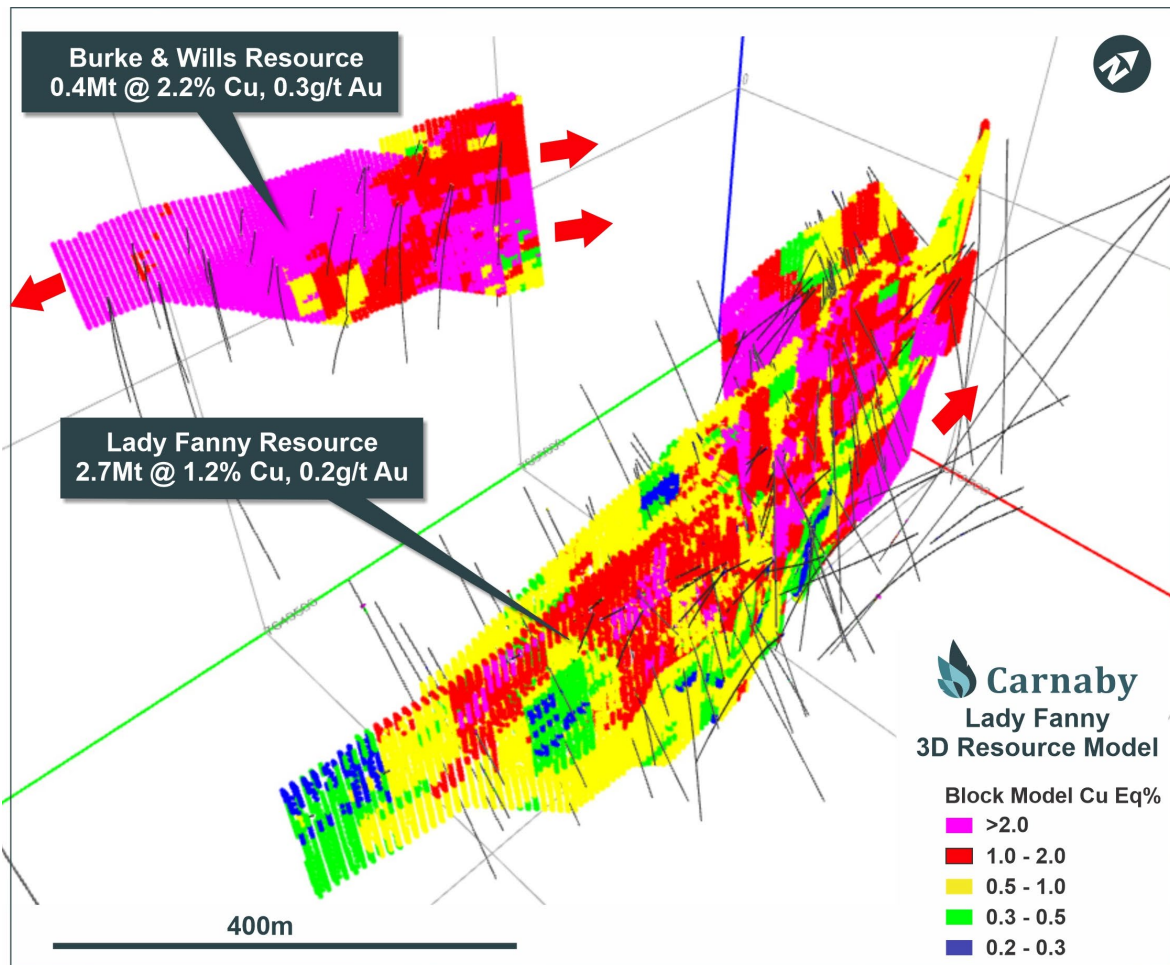 Burke & Wills Resource
0.4Mt @ 2.2% Cu, 0.3g/t Au
N
0
Lady Fanny Resource
2.7Mt @ 1.2% Cu, 0.2g/t Au
Carnaby
Lady Fanny
3D Resource Model
Block Model Cu Eq%
>2.0
1.0 - 2.0
0.5 - 1.0
0.3 - 0.5
0.2 - 0.3
400m